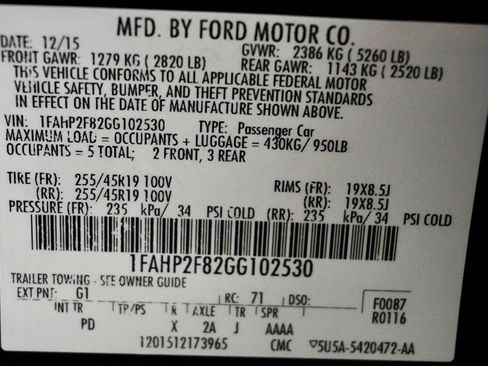 MFD. BY FORD MOTOR CO.
DATE: 12/15 GVWR: 2386 KG ( 5260 LB)
FRONT GAWR: 1279 KG ( 2820 LB) REAR GAWR: 1143 KG ( 2520 LB)
THIS VEHICLE CONFORMS TO ALL APPLICABLE FEDERAL MOTOR
VEHICLE SAFETY, BUMPER, AND THEFT PREVENTION STANDARDS
IN EFFECT ON THE DATE OF MANUFACTURE SHOWN ABOVE.
VIN: 1FAHP2F82GG102530 TYPE: Passenger Car
MAXIMUM LOAD = OCCUPANTS + LUGGAGE = 430KG/ 950LB
OCCUPANTS = 5 TOTAL; 2 FRONT, 3 REAR
TIRE (FR): 255/45R19 100V RIMS (FR): 19X8.5J
(RR): 255/45R19 100V (RR): 19X8.5J
PRESSURE (FR): 235 kPa/ 34 PSI COLD (RR): 235 kPa/ 34 PSI COLD
1FAHP2F82GG102530
TRAILER TOWING - SEE OWNER GUIDE
EXT PNT: G1 RC: 71 DSO: F0087
INT TR TP/PS R AXLE TR SPR R0116
PD X 2A J AAAA
1201512173965 CMC 5U5A-5420472-AA